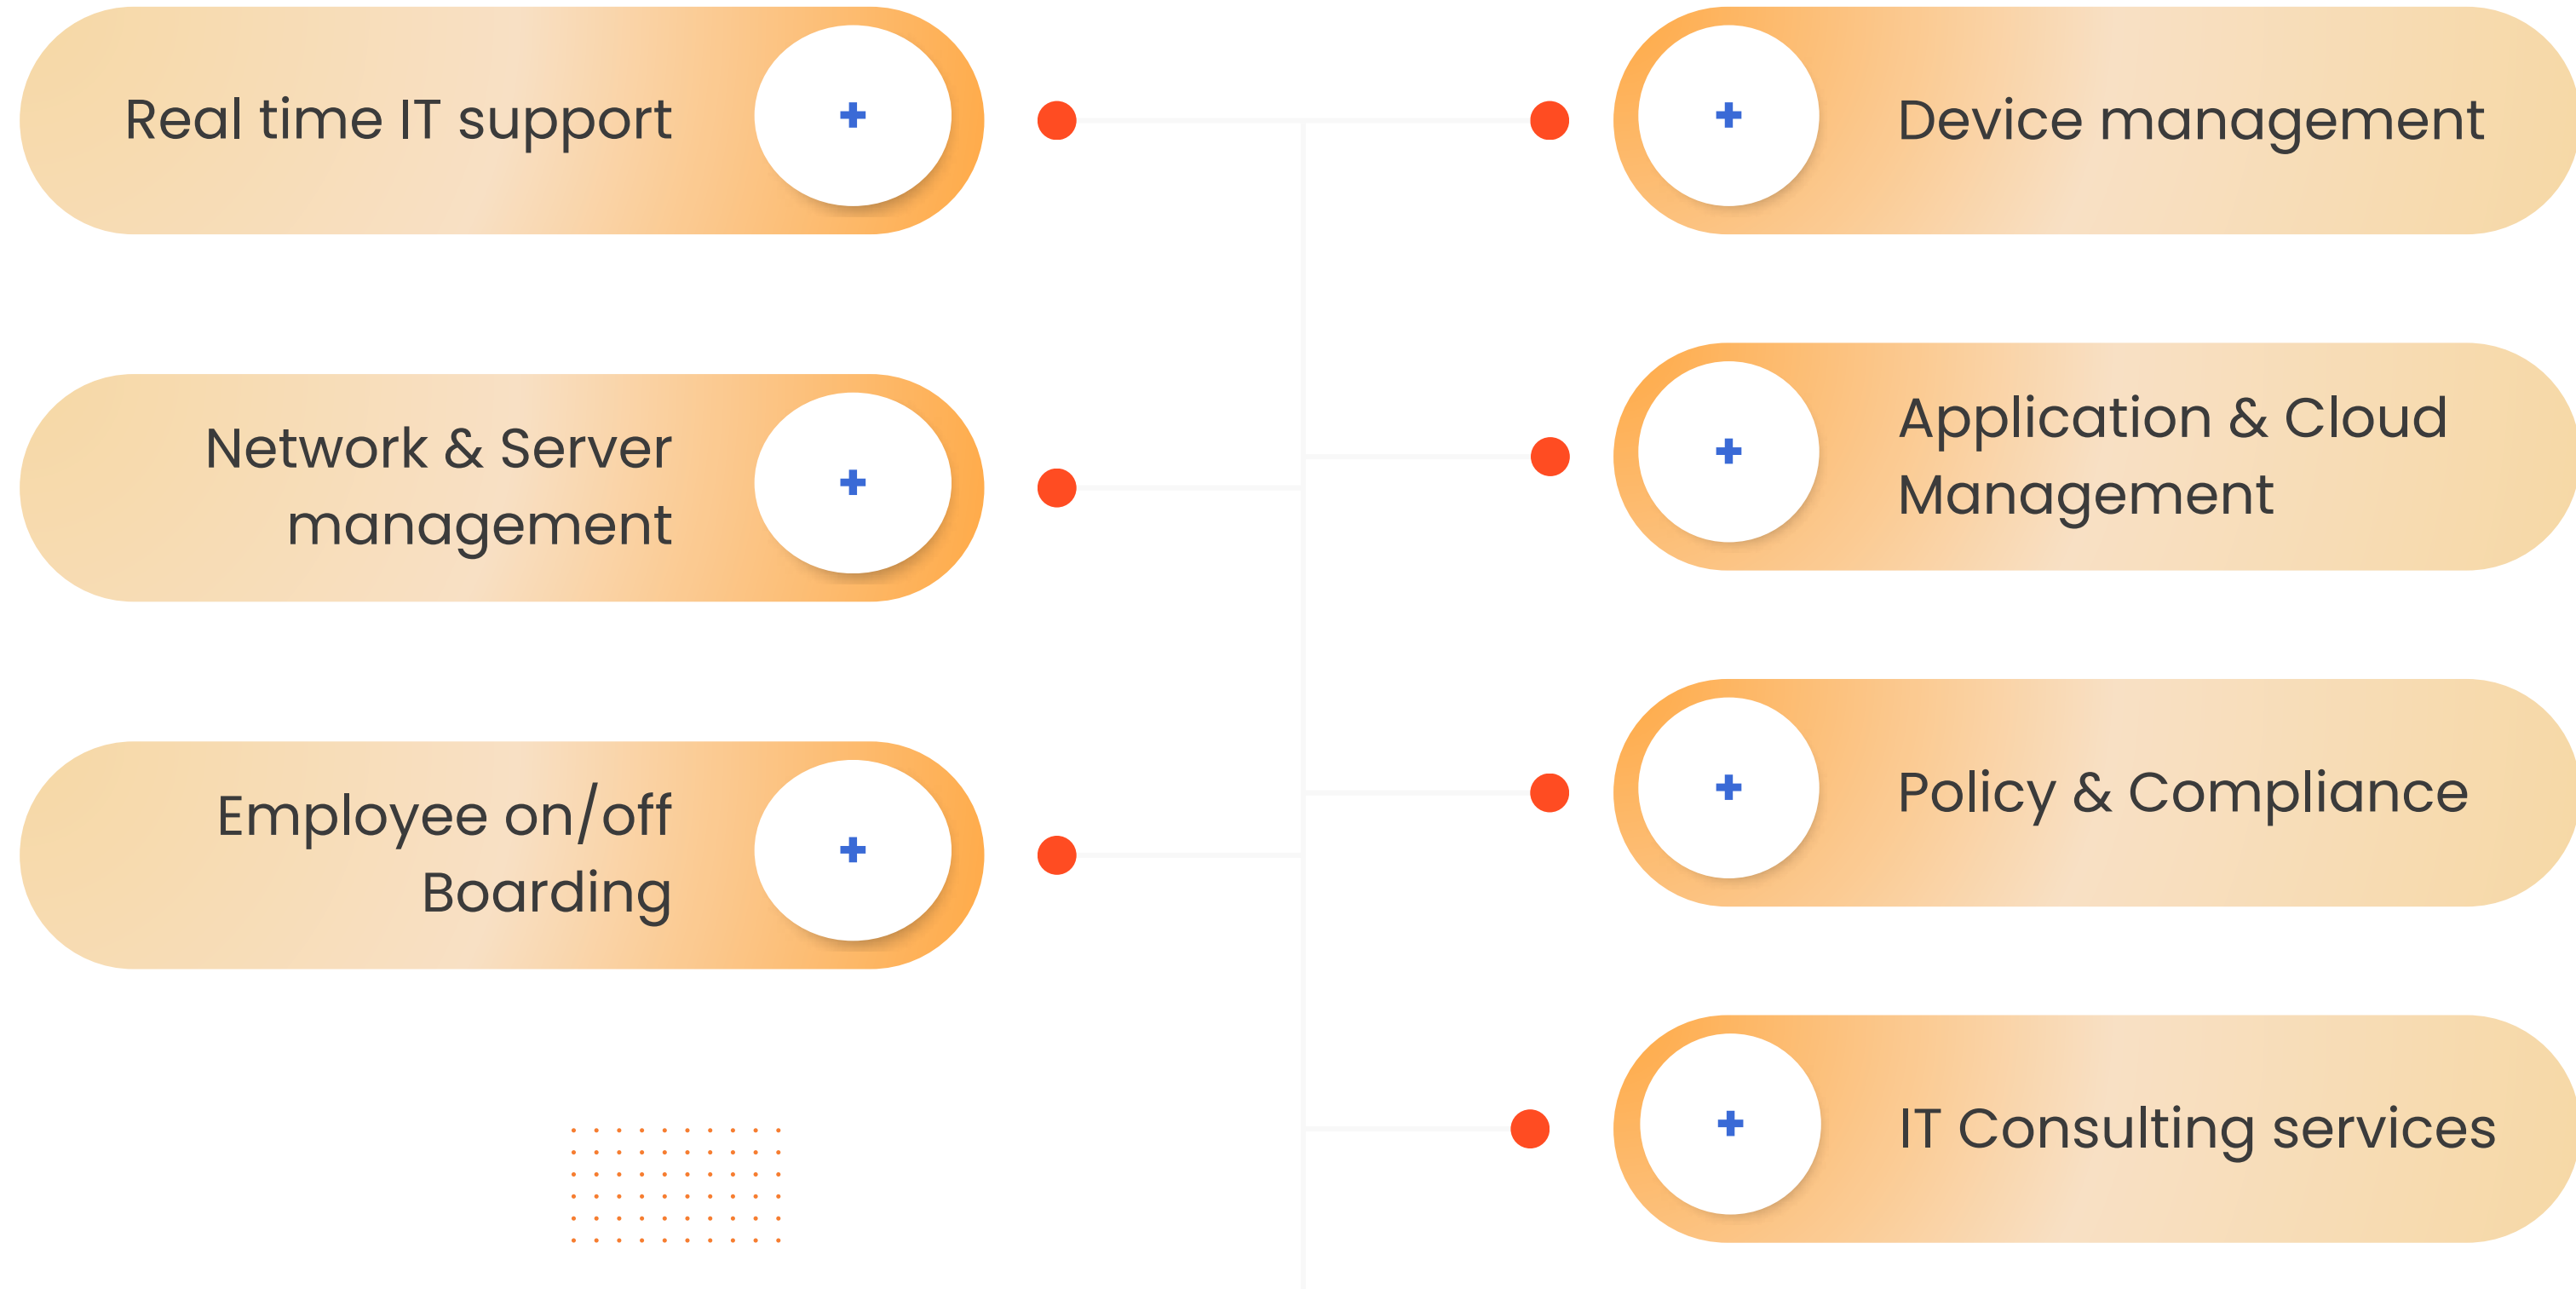 Real time IT support
Network & Server
management
Employee on/off
Boarding
Device management
Application & Cloud
Management
Policy & Compliance
IT Consulting services